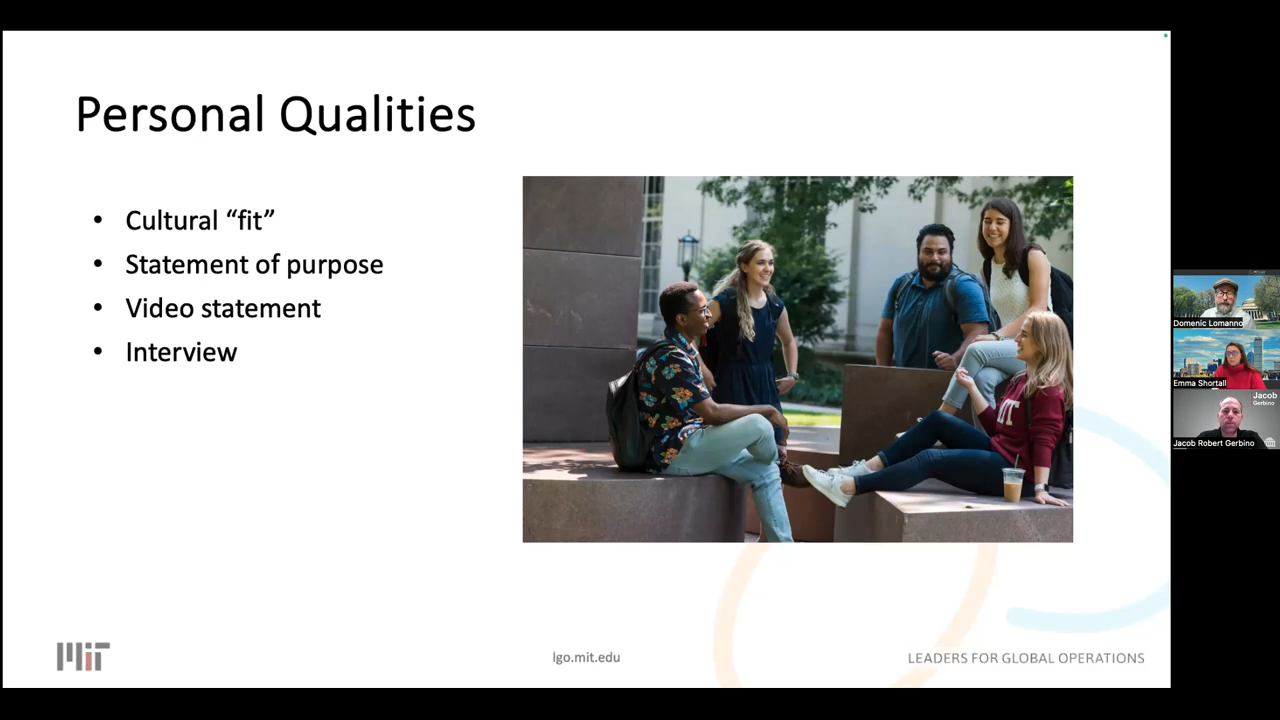 Personal Qualities
• Cultural “fit”
• Statement of purpose
• Video statement
• Interview
MIT
lgo.mit.edu
LEADERS FOR GLOBAL OPERATIONS
Domenic Lomanno
Emma Shortall
Jacob
Gerbino
Jacob Robert Gerbino